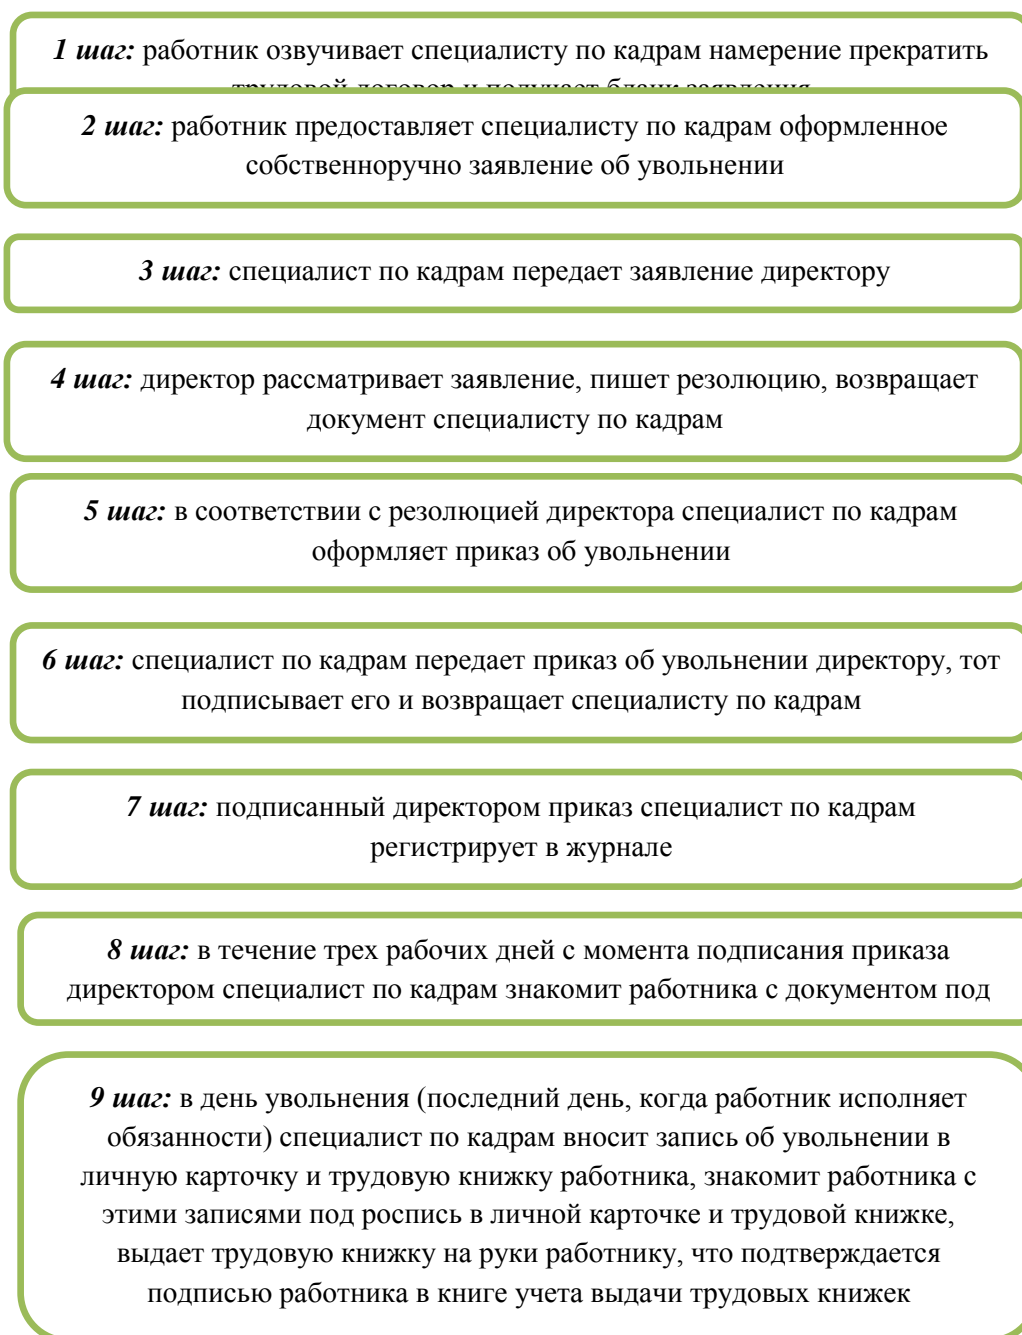 1 шаг: работник озвучивает специалисту по кадрам намерение прекратить
трудовой договор и получает бланк заявления
2 шаг: работник предоставляет специалисту по кадрам оформленное
собственноручно заявление об увольнении
3 шаг: специалист по кадрам передает заявление директору
4 шаг: директор рассматривает заявление, пишет резолюцию, возвращает
документ специалисту по кадрам
5 шаг: в соответствии с резолюцией директора специалист по кадрам
оформляет приказ об увольнении
6 шаг: специалист по кадрам передает приказ об увольнении директору, тот
подписывает его и возвращает специалисту по кадрам
7 шаг: подписанный директором приказ специалист по кадрам
регистрирует в журнале
8 шаг: в течение трех рабочих дней с момента подписания приказа
директором специалист по кадрам знакомит работника с документом под
9 шаг: в день увольнения (последний день, когда работник исполняет
обязанности) специалист по кадрам вносит запись об увольнении в
личную карточку и трудовую книжку работника, знакомит работника с
этими записями под роспись в личной карточке и трудовой книжке,
выдает трудовую книжку на руки работнику, что подтверждается
подписью работника в книге учета выдачи трудовых книжек